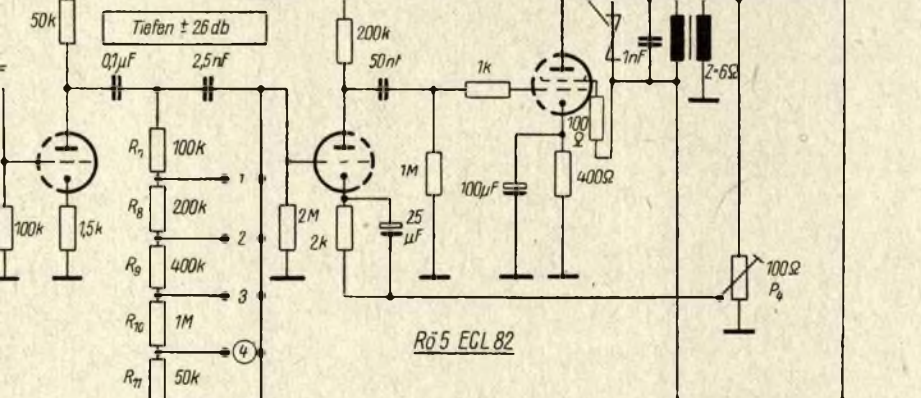 50k
Tiefen ± 26 db
200k
0,1µF
2,5nF
50nF
1k
1nF
Z=6Ω
R7
100k
1
100
Ω
1M
100µF
400Ω
R8
200k
2
100k
1,5k
2M
2k
25
µF
R9
400k
3
100Ω
P4
R10
1M
4
Rö 5 ECL 82
R11
50k